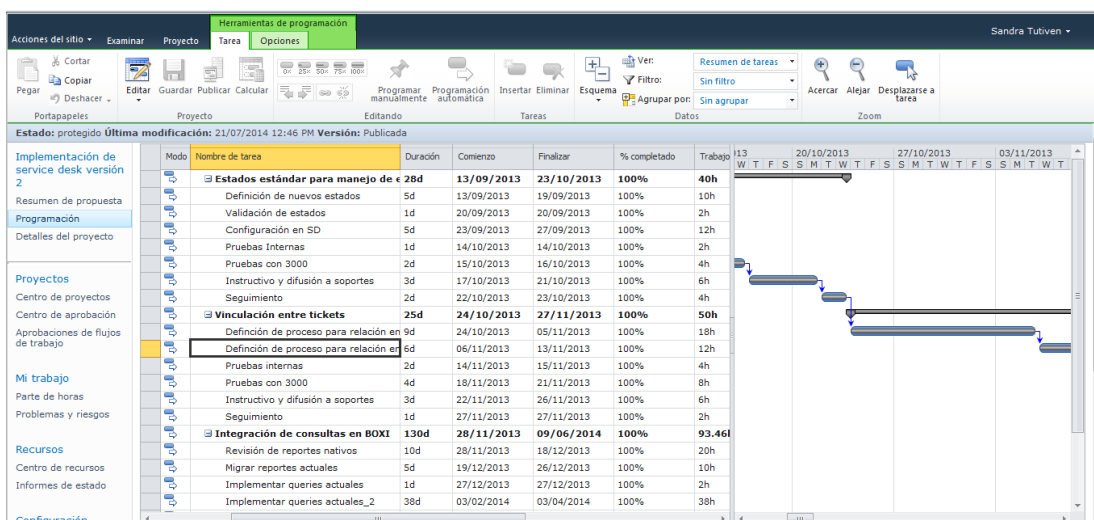 Herramientas de programación
Acciones del sitio Examinar Proyecto Tarea Opciones Sandra Tutiven
Pegar
Cortar
Copiar
Deshacer
Portapapeles
Editar Guardar Publicar Calcular
Proyecto
0× 25× 50× 75× 100×
Programar manualmente
Programación automática
Editando
Insertar Eliminar
Tareas
Esquema
Ver: Resumen de tareas
Filtro: Sin filtro
Agrupar por: Sin agrupar
Datos
Acercar Alejar Desplazarse a tarea
Zoom
Estado: protegido Última modificación: 21/07/2014 12:46 PM Versión: Publicada
Implementación de
service desk versión
2
Resumen de propuesta
Programación
Detalles del proyecto
Proyectos
Centro de proyectos
Centro de aprobación
Aprobaciones de flujos
de trabajo
Mi trabajo
Parte de horas
Problemas y riesgos
Recursos
Centro de recursos
Informes de estado
Configuración
Modo Nombre de tarea Duración Comienzo Finalizar % completado Trabajo
Estados estándar para manejo de e 28d 13/09/2013 23/10/2013 100% 40h
Definición de nuevos estados 5d 13/09/2013 19/09/2013 100% 10h
Validación de estados 1d 20/09/2013 20/09/2013 100% 2h
Configuración en SD 5d 23/09/2013 27/09/2013 100% 12h
Pruebas Internas 1d 14/10/2013 14/10/2013 100% 2h
Pruebas con 3000 2d 15/10/2013 16/10/2013 100% 4h
Instructivo y difusión a soportes 3d 17/10/2013 21/10/2013 100% 6h
Seguimiento 2d 22/10/2013 23/10/2013 100% 4h
Vinculación entre tickets 25d 24/10/2013 27/11/2013 100% 50h
Definción de proceso para relación en 9d 24/10/2013 05/11/2013 100% 18h
Definción de proceso para relación en 6d 06/11/2013 13/11/2013 100% 12h
Pruebas internas 2d 14/11/2013 15/11/2013 100% 4h
Pruebas con 3000 4d 18/11/2013 21/11/2013 100% 8h
Instructivo y difusión a soportes 3d 22/11/2013 26/11/2013 100% 6h
Seguimiento 1d 27/11/2013 27/11/2013 100% 2h
Integración de consultas en BOXI 130d 28/11/2013 09/06/2014 100% 93.46h
Revisión de reportes nativos 10d 28/11/2013 18/12/2013 100% 20h
Migrar reportes actuales 5d 19/12/2013 26/12/2013 100% 10h
Implementar queries actuales 1d 27/12/2013 27/12/2013 100% 2h
Implementar queries actuales_2 38d 03/02/2014 03/04/2014 100% 38h
013 20/10/2013 27/10/2013 03/11/2013
W T F S S M T W T F S S M T W T F S S M T W T